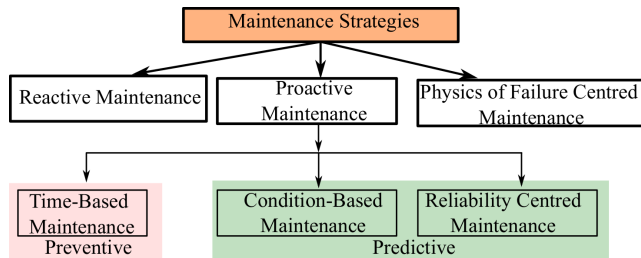 Maintenance Strategies
Reactive Maintenance
Proactive
Maintenance
Physics of Failure Centred
Maintenance
Time-Based
Maintenance
Preventive
Condition-Based
Maintenance
Reliability Centred
Maintenance
Predictive